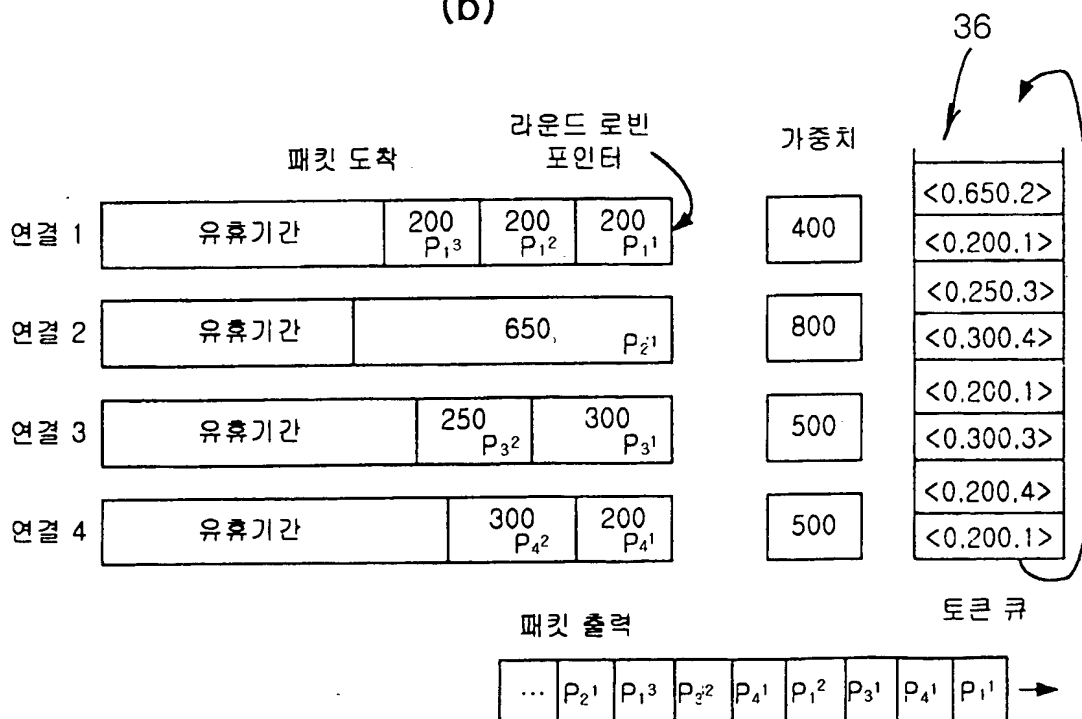 (b)
36
라운드 로빈
포인터
패킷 도착
가중치
연결 1
유휴기간
200 P₁³
200 P₁²
200 P₁¹
400
연결 2
유휴기간
650, P₂¹
800
연결 3
유휴기간
250 P₃²
300 P₃¹
500
연결 4
유휴기간
300 P₄²
200 P₄¹
500
<0.650.2>
<0.200.1>
<0.250.3>
<0.300.4>
<0.200.1>
<0.300.3>
<0.200.4>
<0.200.1>
토큰 큐
패킷 출력
… P₂¹ P₁³ P₃² P₄¹ P₁² P₃¹ P₄¹ P₁¹